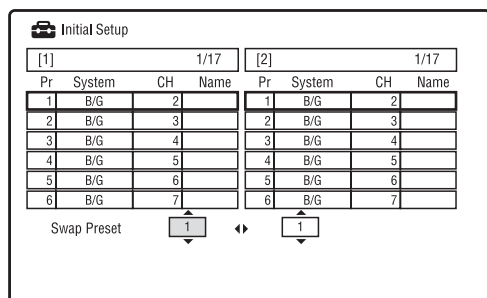 Initial Setup
[1] 1/17 [2] 1/17
Pr System CH Name Pr System CH Name
1 B/G 2 1 B/G 2
2 B/G 3 2 B/G 3
3 B/G 4 3 B/G 4
4 B/G 5 4 B/G 5
5 B/G 6 5 B/G 6
6 B/G 7 6 B/G 7
Swap Preset 1 1